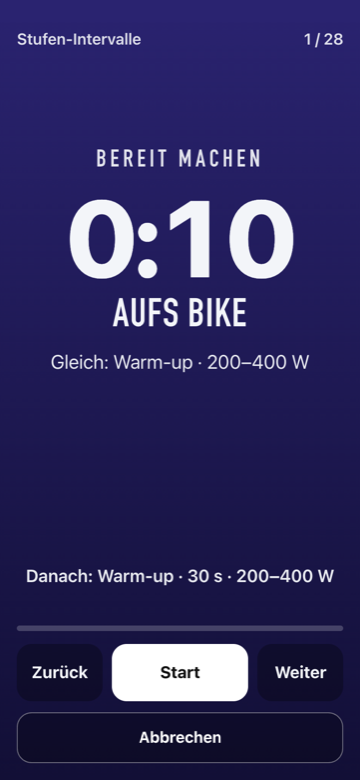 Stufen-Intervalle
1 / 28
BEREIT MACHEN
0:10
AUFS BIKE
Gleich: Warm-up · 200–400 W
Danach: Warm-up · 30 s · 200–400 W
Zurück
Start
Weiter
Abbrechen